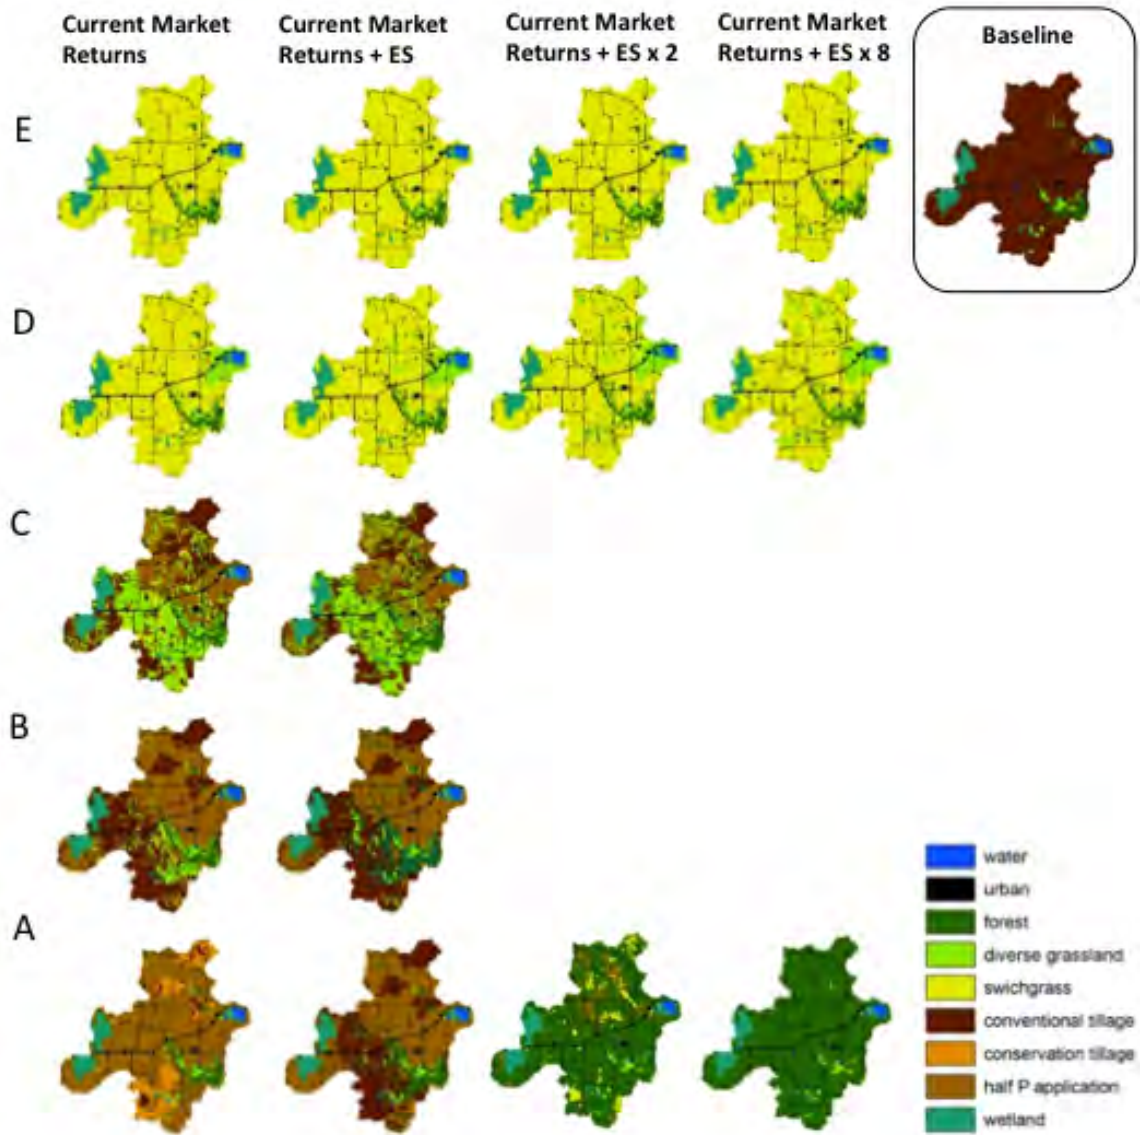 Current Market
Returns
Current Market
Returns + ES
Current Market
Returns + ES x 2
Current Market
Returns + ES x 8
Baseline
E
D
C
B
A
water
urban
forest
diverse grassland
swichgrass
conventional tillage
conservation tillage
half P application
wetland